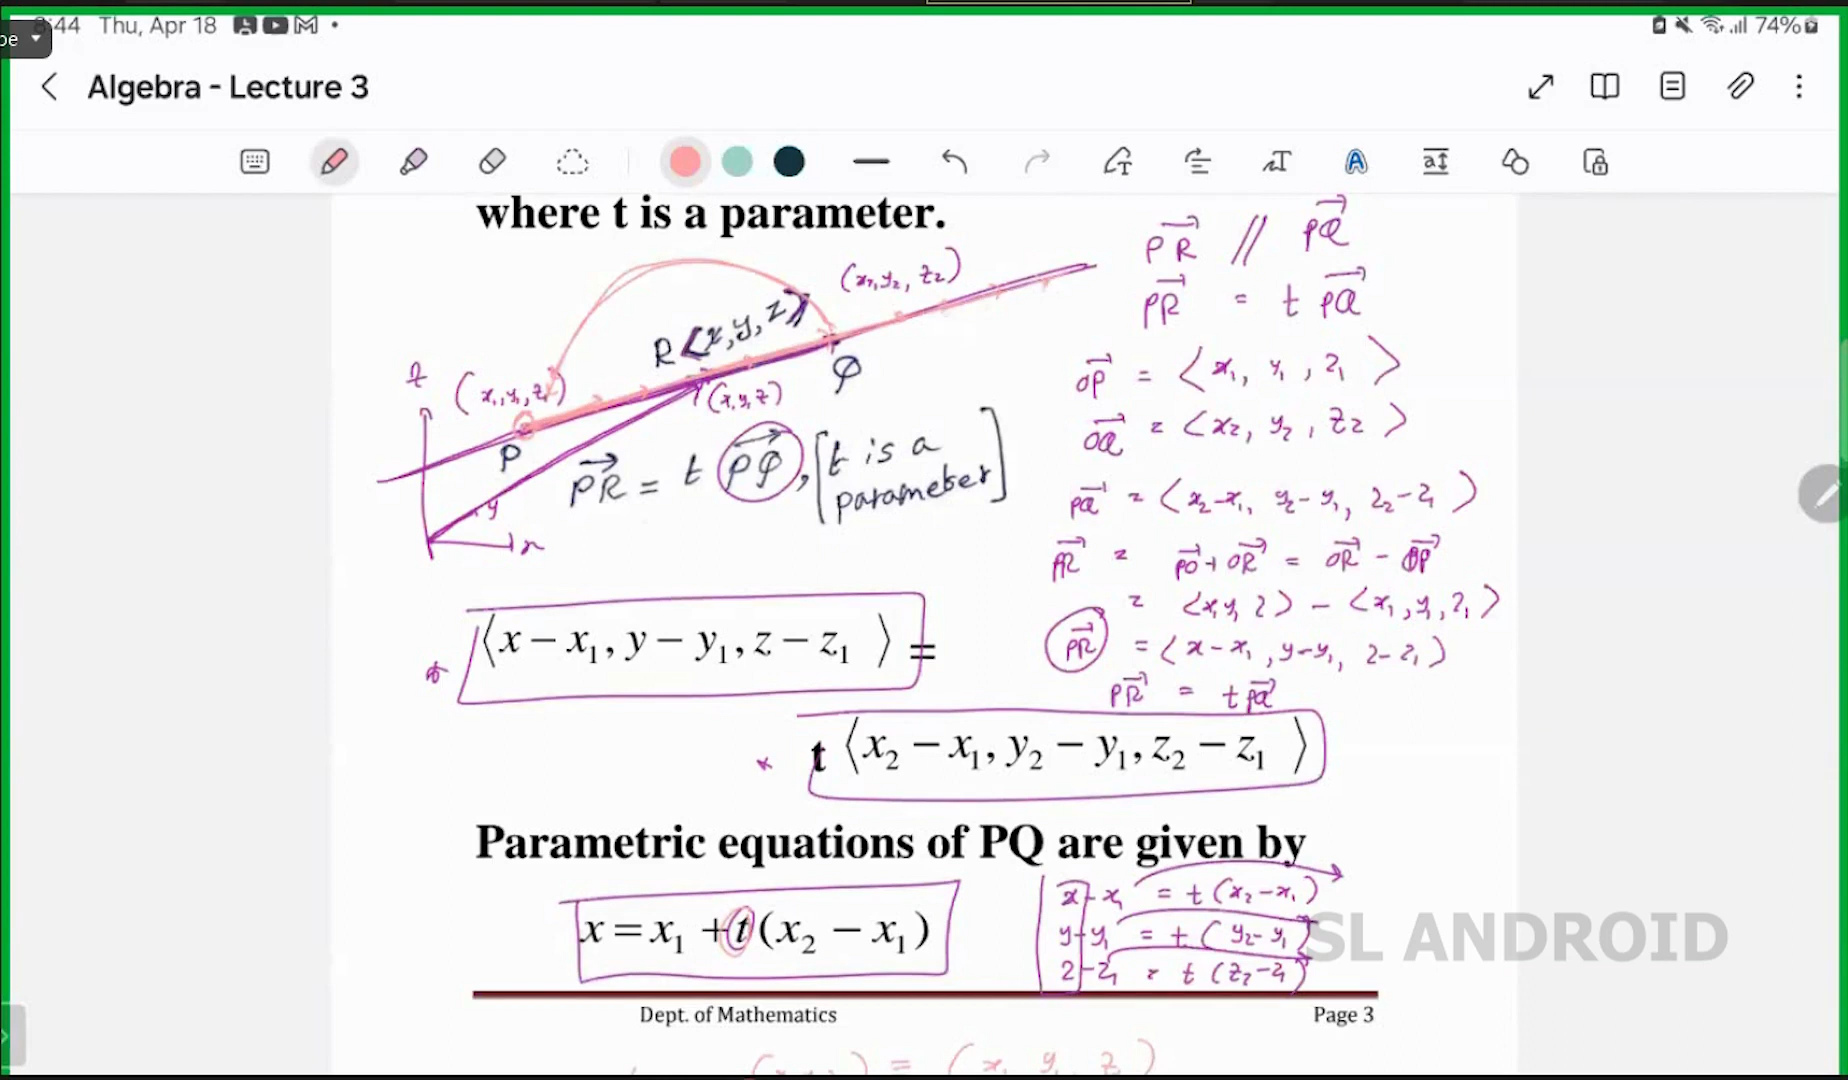 8:44 Thu, Apr 18
74%
be
Algebra - Lecture 3
where t is a parameter.
PR // PQ
PR = t PQ
(x₂, y₂, z₂)
R(x, y, z)
z
(x₁, y₁, z₁)
(x, y, z)
Q
P
y
x
PR = t PQ, [t is a parameter]
OP = <x₁, y₁, z₁>
OQ = <x₂, y₂, z₂>
PQ = <x₂-x₁, y₂-y₁, z₂-z₁>
PR = PO + OR = OR - OP
= <x, y, z> - <x₁, y₁, z₁>
PR = <x-x₁, y-y₁, z-z₁>
PR = t PQ
⟨x − x₁, y − y₁, z − z₁⟩ =
t ⟨x₂ − x₁, y₂ − y₁, z₂ − z₁⟩
Parametric equations of PQ are given by
x = x₁ + t(x₂ − x₁)
x-x₁ = t (x₂-x₁)
y-y₁ = t (y₂-y₁)
z-z₁ = t (z₂-z₁)
SL ANDROID
Dept. of Mathematics
Page 3
= (x, y, z)